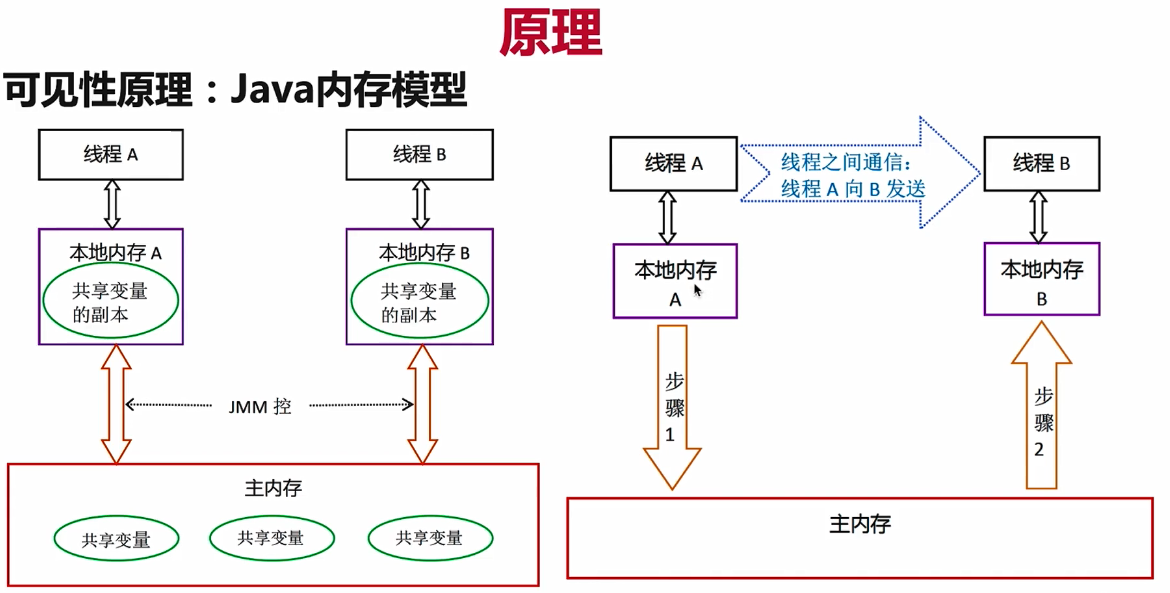 原理
可见性原理：Java内存模型
线程 A
线程 B
本地内存 A
共享变量
的副本
本地内存 B
共享变量
的副本
JMM 控
主内存
共享变量
共享变量
共享变量
线程 A
线程之间通信：
线程 A 向 B 发送
线程 B
本地内存
A
本地内存
B
步
骤
1
步
骤
2
主内存